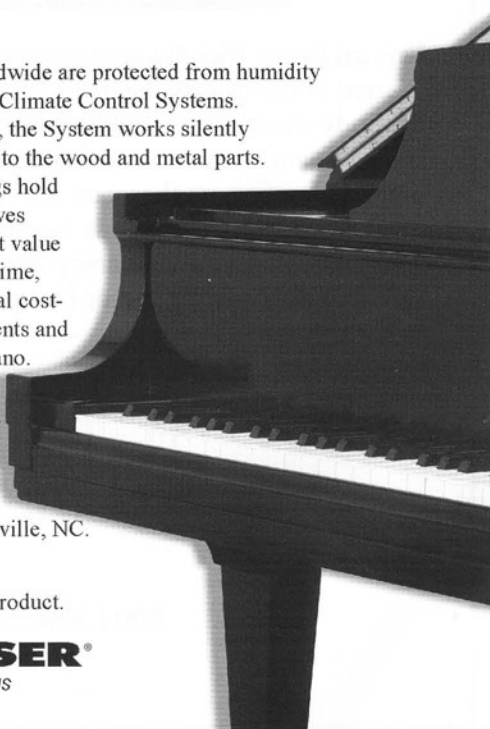 dwide are protected from humidity
Climate Control Systems.
, the System works silently
to the wood and metal parts.
gs hold
ves
t value
ime,
al cost-
ents and
ano.
ville, NC.
roduct.
SER®
us